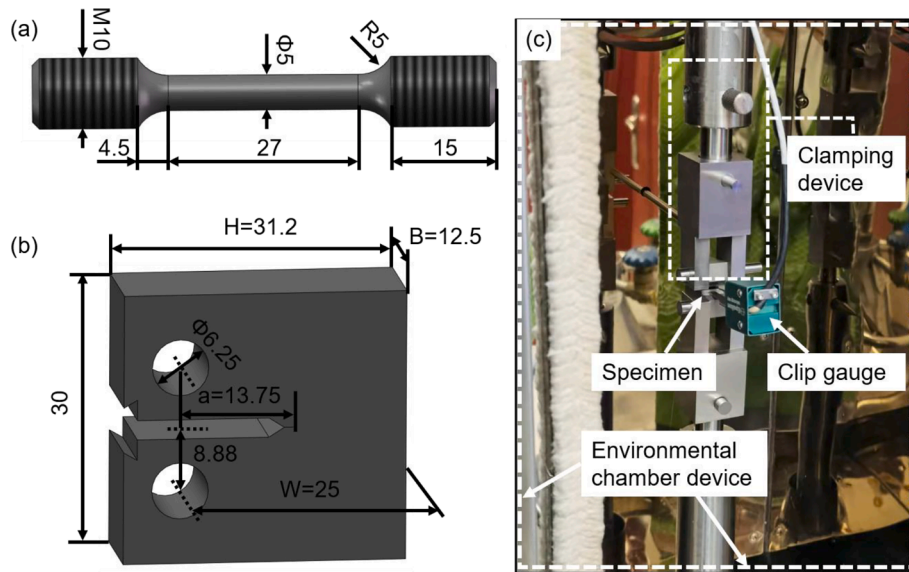 (a)
M10
Φ5
R5
4.5
27
15
(b)
H=31.2
B=12.5
Φ6.25
30
a=13.75
8.88
W=25
(c)
Clamping
device
Specimen
Clip gauge
Environmental
chamber device